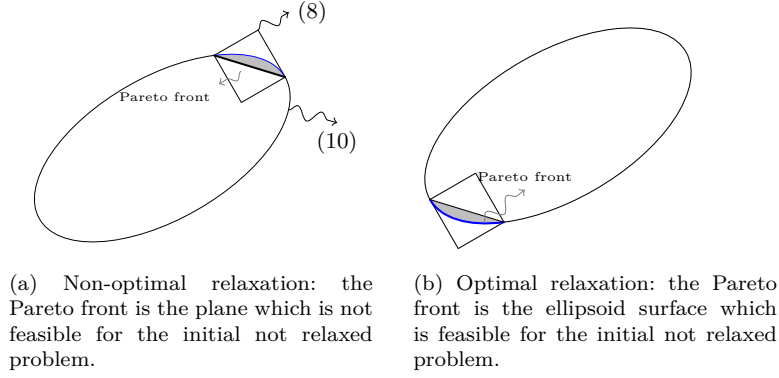 (8)
Pareto front
(10)
Pareto front
(a) Non-optimal relaxation: the
Pareto front is the plane which is not
feasible for the initial not relaxed
problem.
(b) Optimal relaxation: the Pareto
front is the ellipsoid surface which
is feasible for the initial not relaxed
problem.